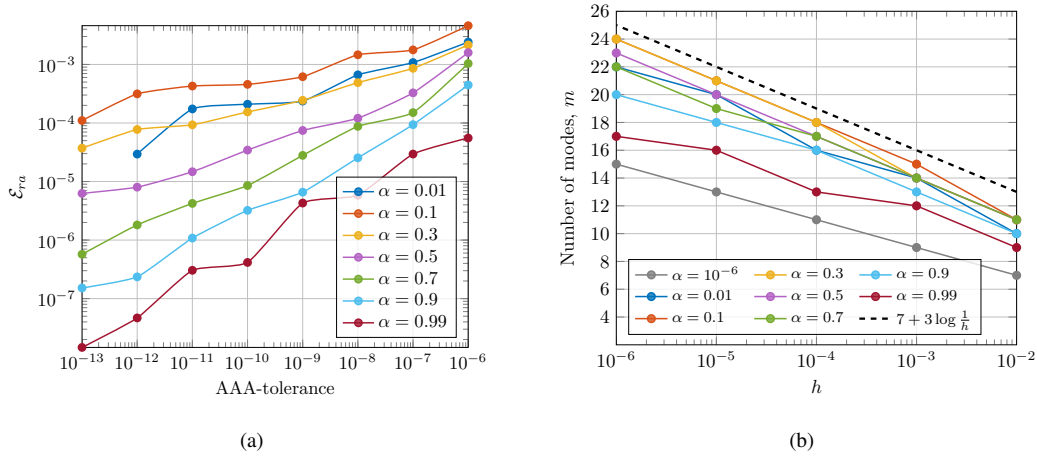 10⁻³
10⁻⁴
10⁻⁵
10⁻⁶
10⁻⁷
ℰ_ra
α = 0.01
α = 0.1
α = 0.3
α = 0.5
α = 0.7
α = 0.9
α = 0.99
10⁻¹³ 10⁻¹² 10⁻¹¹ 10⁻¹⁰ 10⁻⁹ 10⁻⁸ 10⁻⁷ 10⁻⁶
AAA-tolerance
(a)
26
24
22
20
18
16
14
12
10
8
6
4
Number of modes, m
α = 10⁻⁶ α = 0.3 α = 0.9
α = 0.01 α = 0.5 α = 0.99
α = 0.1 α = 0.7 7 + 3 log 1/h
10⁻⁶ 10⁻⁵ 10⁻⁴ 10⁻³ 10⁻²
h
(b)